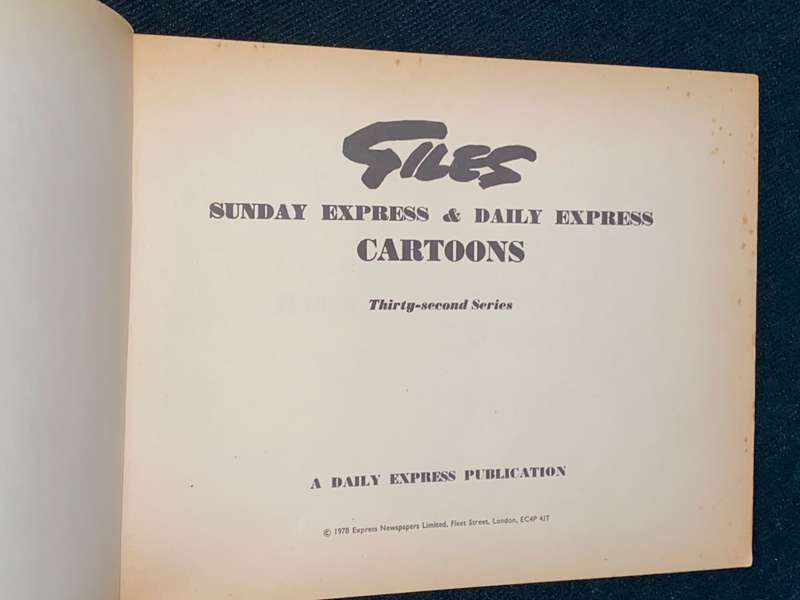 GILES
SUNDAY EXPRESS & DAILY EXPRESS
CARTOONS
Thirty-second Series
A DAILY EXPRESS PUBLICATION
© 1978 Express Newspapers Limited, Fleet Street, London, EC4P 4JT